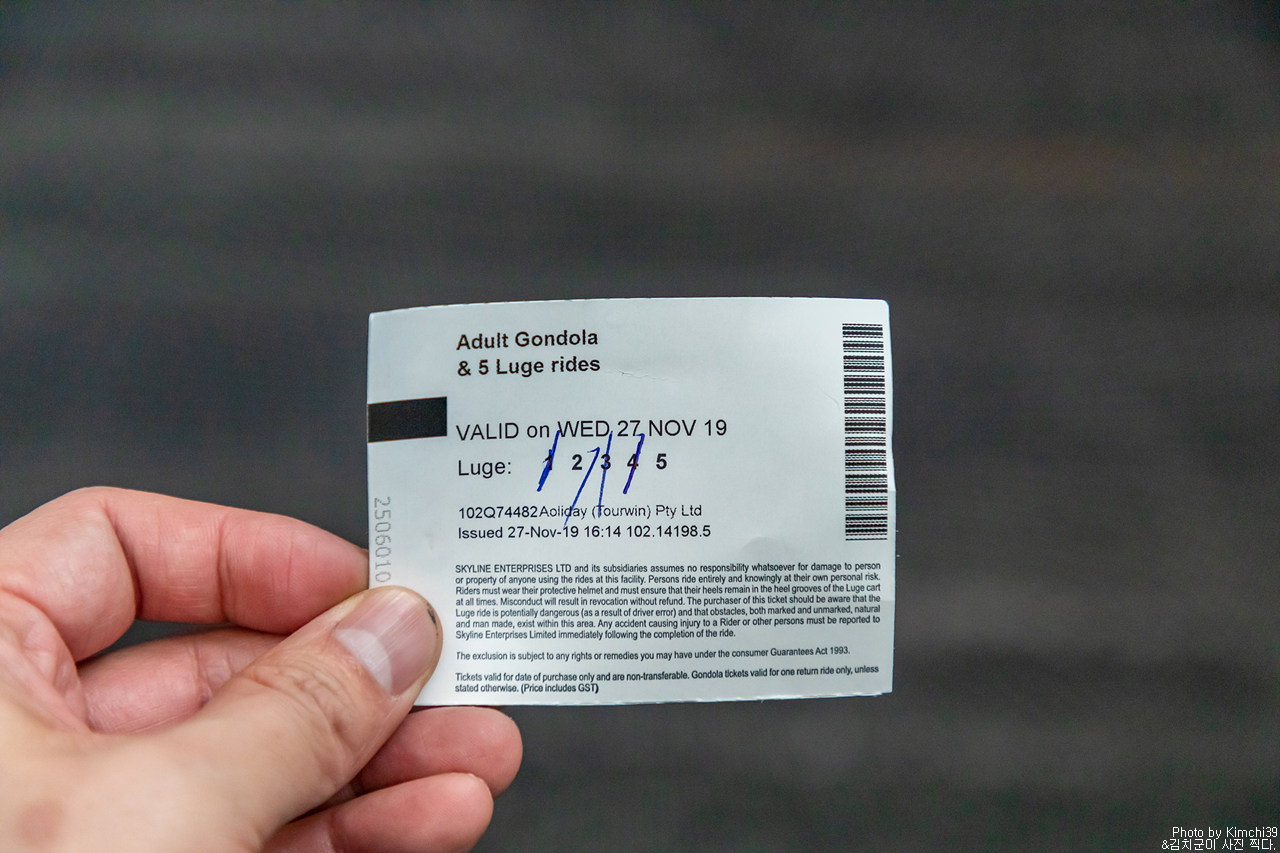 Adult Gondola
& 5 Luge rides
VALID on WED 27 NOV 19
Luge: 1 2 3 4 5
102Q74482Aoliday (Tourwin) Pty Ltd
Issued 27-Nov-19 16:14 102.14198.5
SKYLINE ENTERPRISES LTD and its subsidiaries assumes no responsibility whatsoever for damage to person
or property of anyone using the rides at this facility. Persons ride entirely and knowingly at their own personal risk.
Riders must wear their protective helmet and must ensure that their heels remain in the heel grooves of the Luge cart
at all times. Misconduct will result in revocation without refund. The purchaser of this ticket should be aware that the
Luge ride is potentially dangerous (as a result of driver error) and that obstacles, both marked and unmarked, natural
and man made, exist within this area. Any accident causing injury to a Rider or other persons must be reported to
Skyline Enterprises Limited immediately following the completion of the ride.
The exclusion is subject to any rights or remedies you may have under the consumer Guarantees Act 1993.
Tickets valid for date of purchase only and are non-transferable. Gondola tickets valid for one return ride only, unless
stated otherwise. (Price includes GST)
2506010
Photo by Kimchi39
&김치군이 사진 찍다.